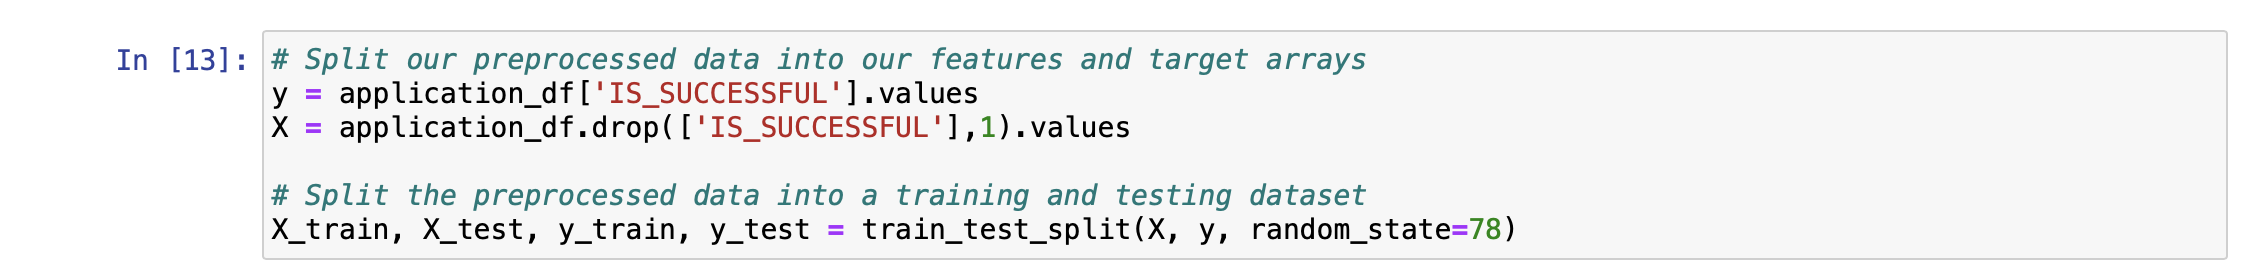 In [13]: # Split our preprocessed data into our features and target arrays
y = application_df['IS_SUCCESSFUL'].values
X = application_df.drop(['IS_SUCCESSFUL'],1).values

# Split the preprocessed data into a training and testing dataset
X_train, X_test, y_train, y_test = train_test_split(X, y, random_state=78)